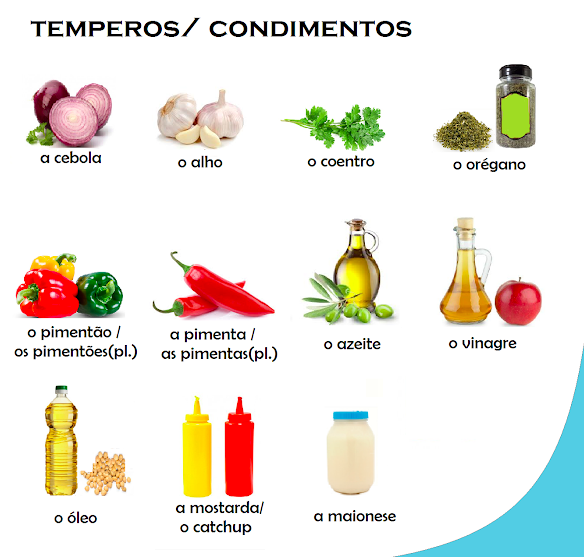 TEMPEROS/ CONDIMENTOS
a cebola
o alho
o coentro
o orégano
o pimentão /
os pimentões(pl.)
a pimenta /
as pimentas(pl.)
o azeite
o vinagre
o óleo
a mostarda/
o catchup
a maionese